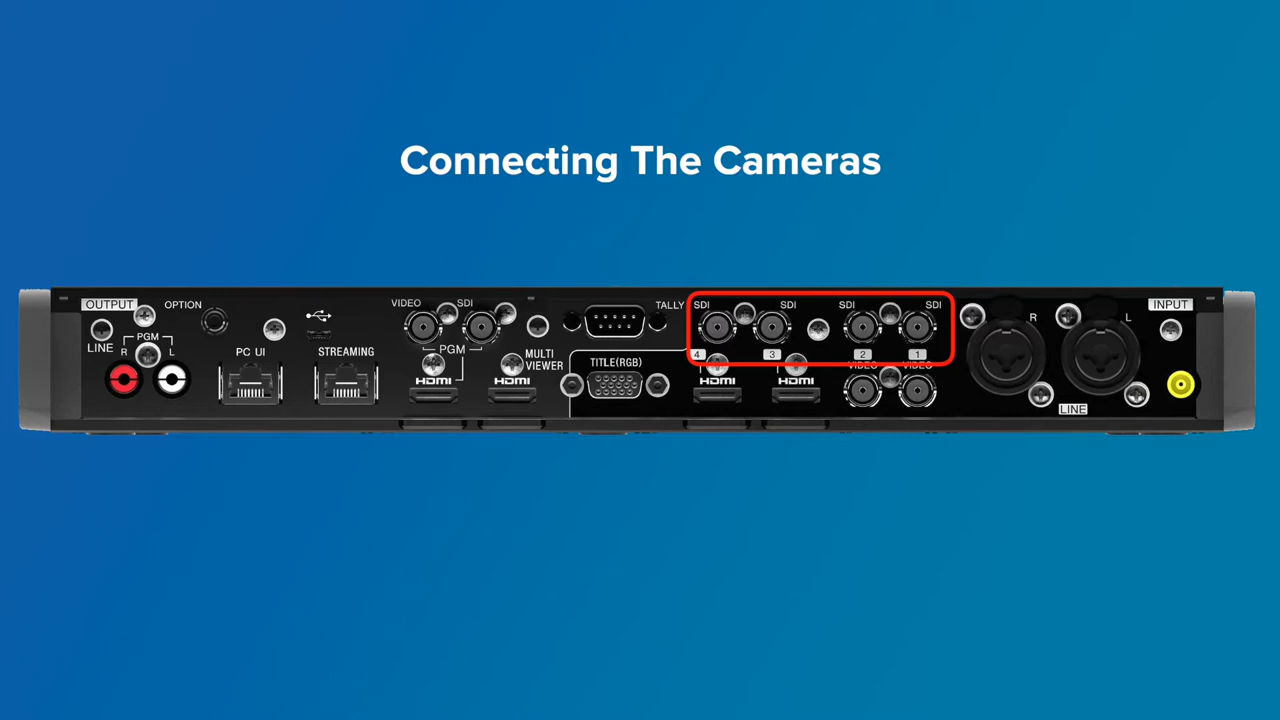 Connecting The Cameras
OUTPUT
OPTION
LINE
PGM
R
L
PC UI
STREAMING
VIDEO
SDI
PGM
HDMI
HDMI
MULTI
VIEWER
TALLY
TITLE(RGB)
SDI
SDI
SDI
SDI
4
3
2
1
HDMI
HDMI
VIDEO
VIDEO
R
L
INPUT
LINE